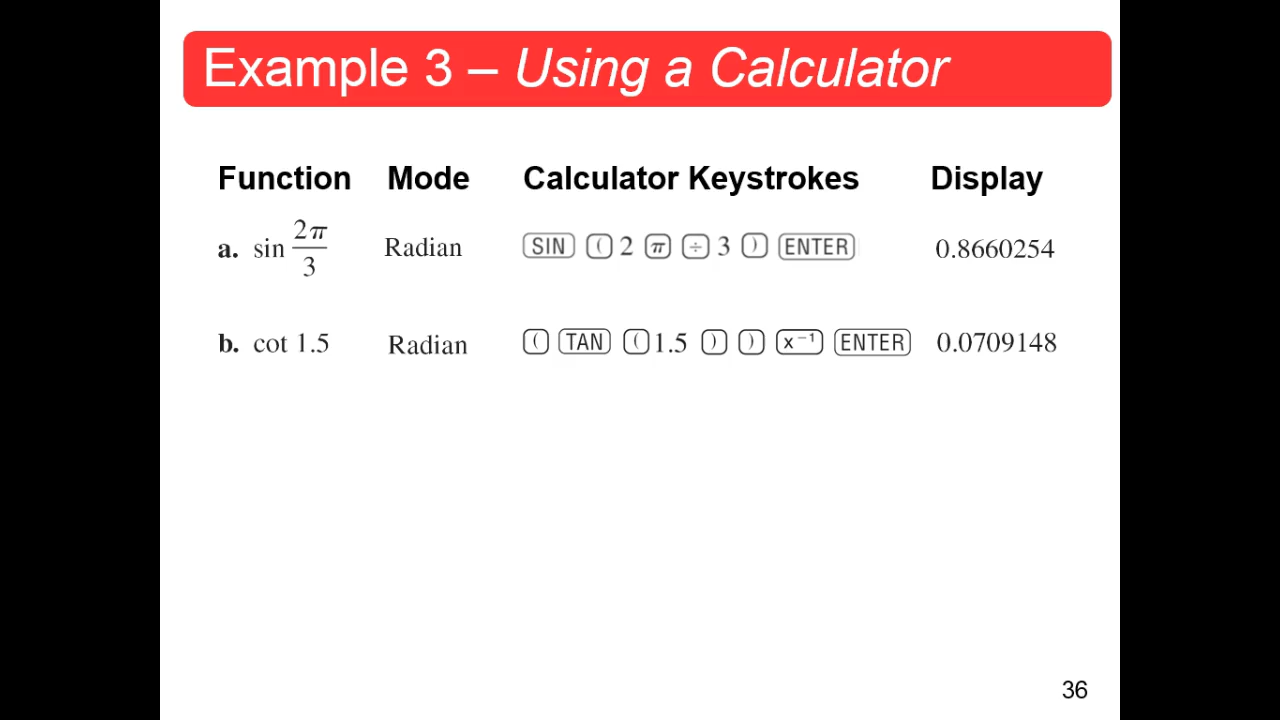 Example 3 – Using a Calculator
Function Mode Calculator Keystrokes Display
a. sin 2π/3 Radian SIN ( 2 π ÷ 3 ) ENTER 0.8660254
b. cot 1.5 Radian ( TAN ( 1.5 ) ) x⁻¹ ENTER 0.0709148
36